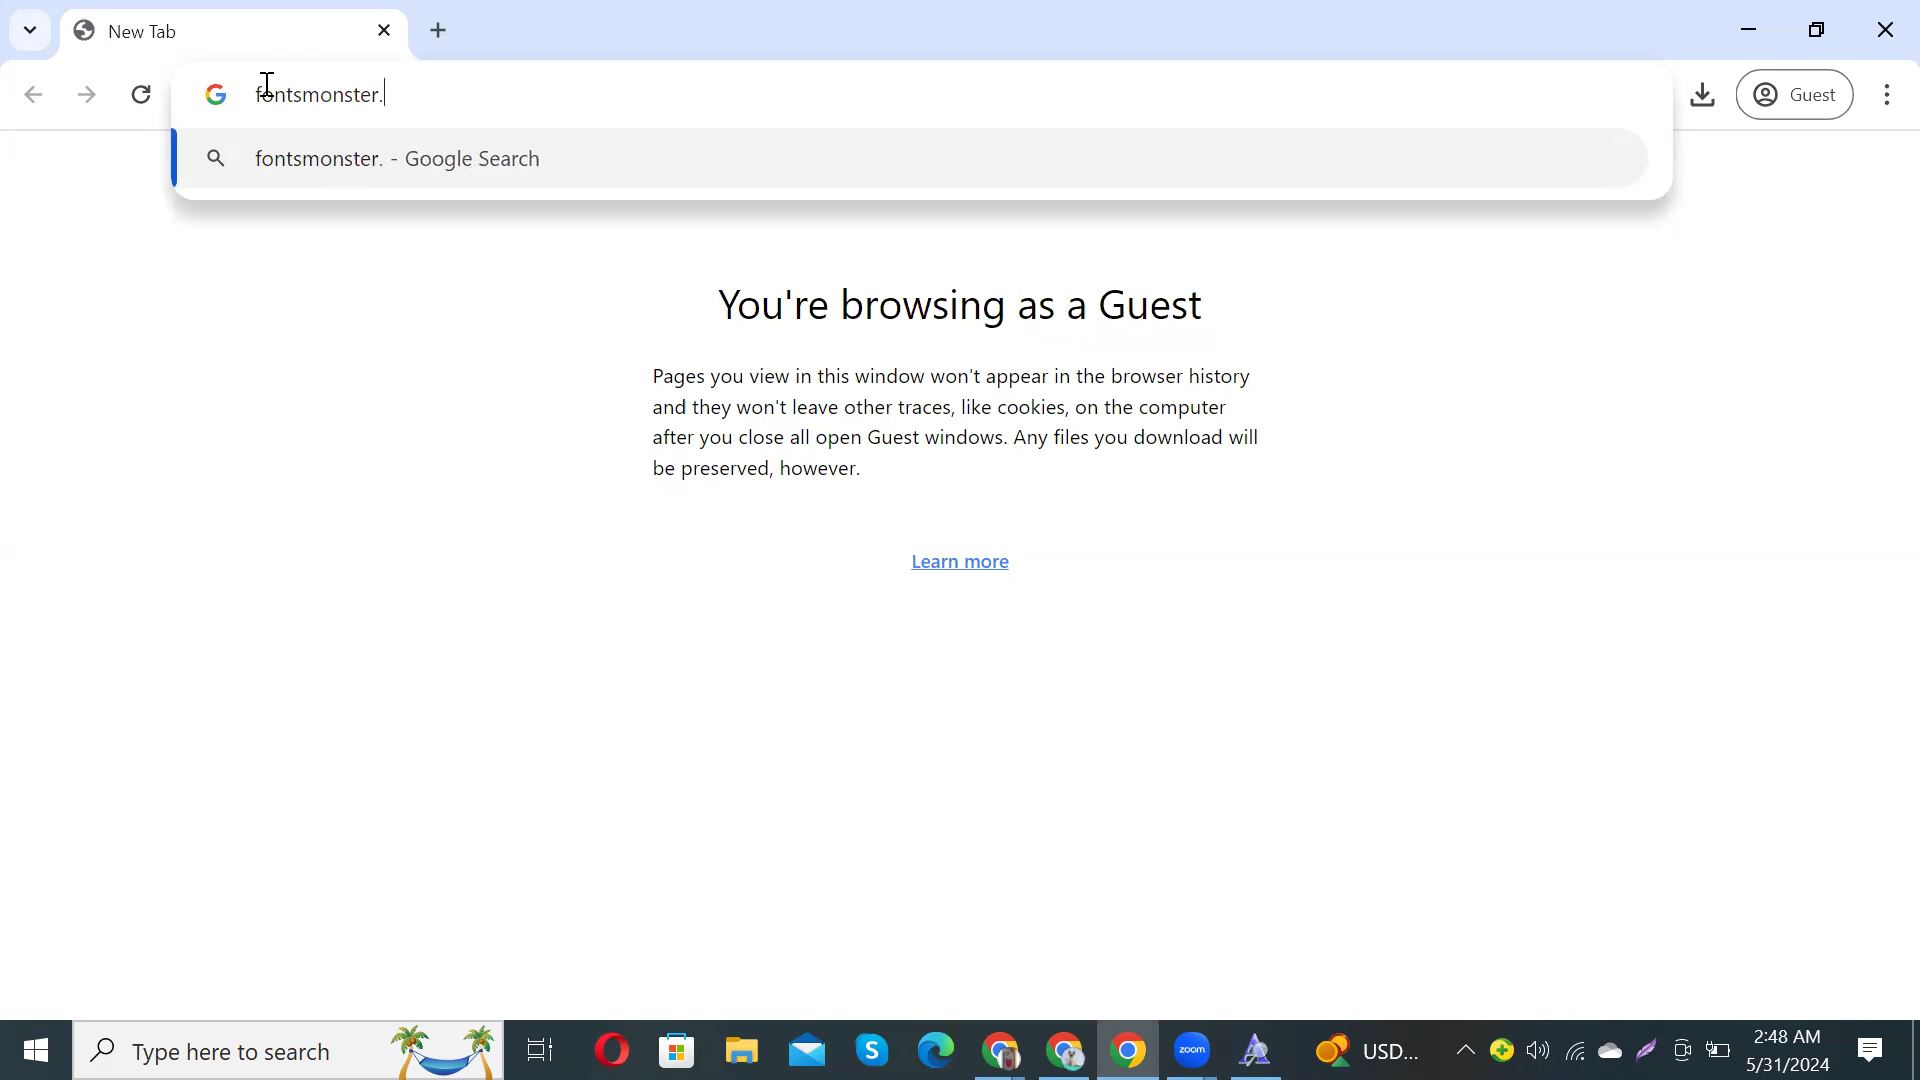 New Tab
fontsmonster.
Guest
fontsmonster. - Google Search
You're browsing as a Guest
Pages you view in this window won't appear in the browser history
and they won't leave other traces, like cookies, on the computer
after you close all open Guest windows. Any files you download will
be preserved, however.
Learn more
Type here to search
zoom
USD...
2:48 AM
5/31/2024